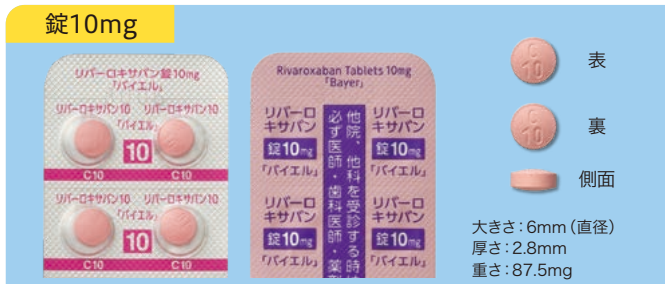 錠10mg
リバーロキサバン錠10mg
「バイエル」
リバーロキサバン10 リバーロキサバン10
「バイエル」
10
C10 C10
リバーロキサバン10 リバーロキサバン10
「バイエル」
10
C10 C10
Rivaroxaban Tablets 10mg
「Bayer」
リバーロ
キサバン
錠10mg
「バイエル」
リバーロ
キサバン
錠10mg
「バイエル」
他院、他科を受診する時は
必ず医師・歯科医師・薬剤
リバーロ
キサバン
錠10mg
「バイエル」
リバーロ
キサバン
錠10mg
「バイエル」
C
10
表
C
10
裏
側面
大きさ：6mm（直径）
厚さ：2.8mm
重さ：87.5mg